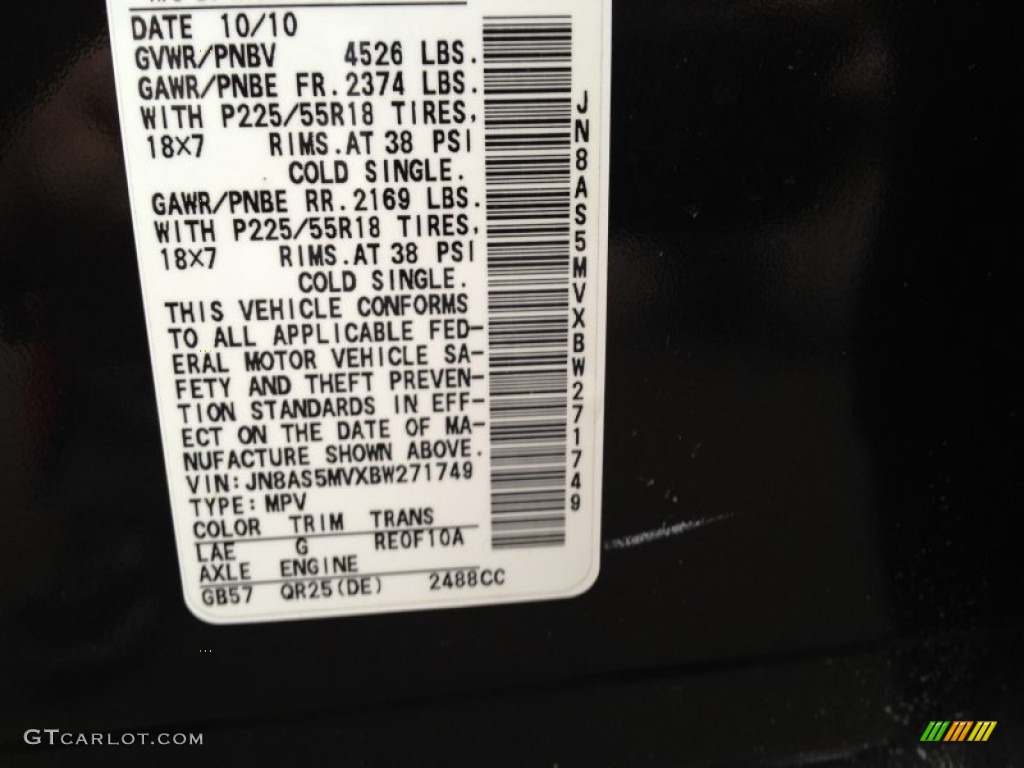 DATE 10/10
GVWR/PNBV 4526 LBS.
GAWR/PNBE FR. 2374 LBS.
WITH P225/55R18 TIRES,
18X7 RIMS. AT 38 PSI
COLD SINGLE.
GAWR/PNBE RR. 2169 LBS.
WITH P225/55R18 TIRES,
18X7 RIMS. AT 38 PSI
COLD SINGLE.
THIS VEHICLE CONFORMS
TO ALL APPLICABLE FED-
ERAL MOTOR VEHICLE SA-
FETY AND THEFT PREVEN-
TION STANDARDS IN EFF-
ECT ON THE DATE OF MA-
NUFACTURE SHOWN ABOVE.
VIN: JN8AS5MVXBW271749
TYPE: MPV
COLOR TRIM TRANS
LAE G RE0F10A
AXLE ENGINE
GB57 QR25(DE) 2488CC
JN8AS5MVXBW271749
GTCARLOT.COM